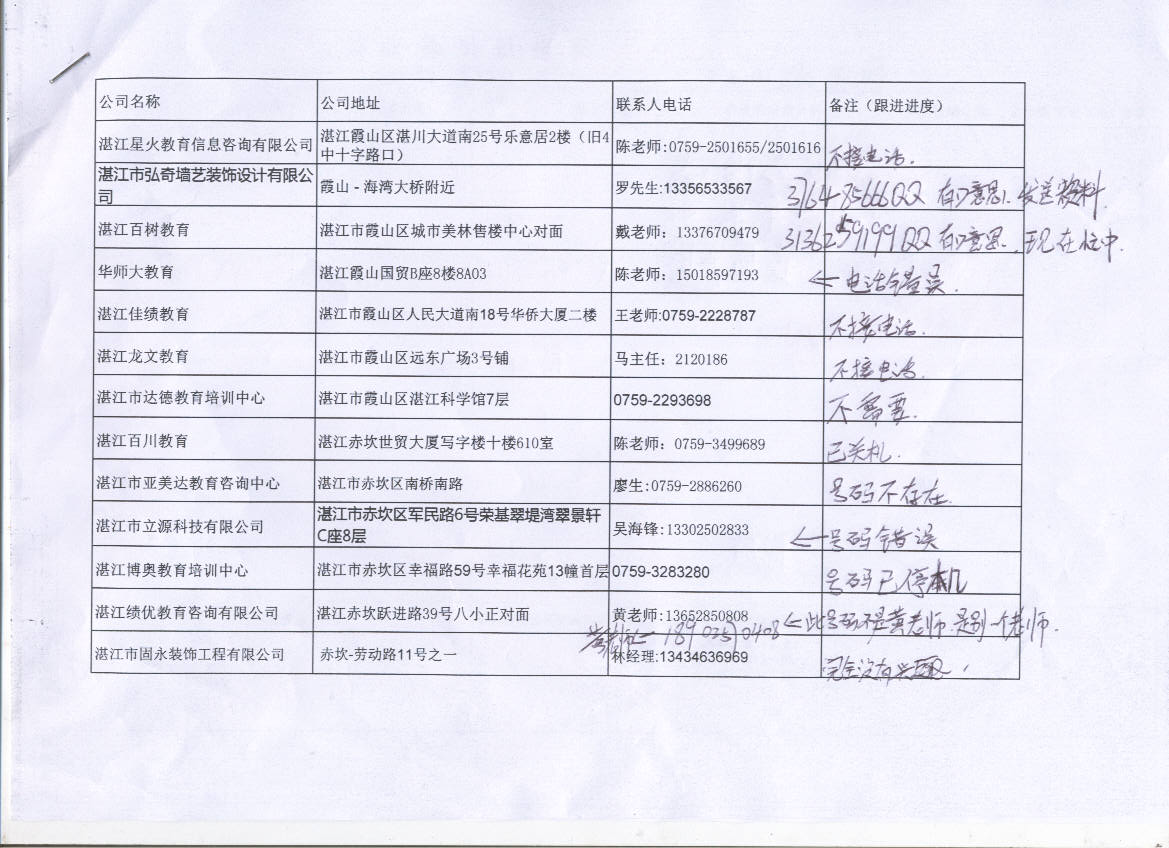 公司名称 公司地址 联系人电话 备注（跟进进度）
湛江星火教育信息咨询有限公司 湛江霞山区湛川大道南25号乐意居2楼（旧4
中十字路口） 陈老师:0759-2501655/2501616 不接电话.
湛江市弘奇墙艺装饰设计有限公
司 霞山 - 海湾大桥附近 罗先生:13356533567 QQ 有意思. 发送资料.
湛江百树教育 湛江市霞山区城市美林售楼中心对面 戴老师：13376709479 QQ 有意思. 现在忙中.
华师大教育 湛江霞山国贸B座8楼8A03 陈老师：15018597193 ← 电话错误.
湛江佳绩教育 湛江市霞山区人民大道南18号华侨大厦二楼 王老师:0759-2228787 不接电话.
湛江龙文教育 湛江市霞山区远东广场3号铺 马主任：2120186 不接电话.
湛江市达德教育培训中心 湛江市霞山区湛江科学馆7层 0759-2293698 不需要.
湛江百川教育 湛江赤坎世贸大厦写字楼十楼610室 陈老师：0759-3499689 已关机.
湛江市亚美达教育咨询中心 湛江市赤坎区南桥南路 廖生:0759-2886260 号码不存在.
湛江市立源科技有限公司 湛江市赤坎区军民路6号荣基翠堤湾翠景轩
C座8层 吴海锋:13302502833 ← 号码错误
湛江博奥教育培训中心 湛江市赤坎区幸福路59号幸福花苑13幢首层 0759-3283280 号码已停机
湛江绩优教育咨询有限公司 湛江赤坎跃进路39号八小正对面 黄老师:13652850808 ← 此号码不是黄老师.是别一个老师.
湛江市固永装饰工程有限公司 赤坎-劳动路11号之一 林经理:13434636969 完全没有兴趣.